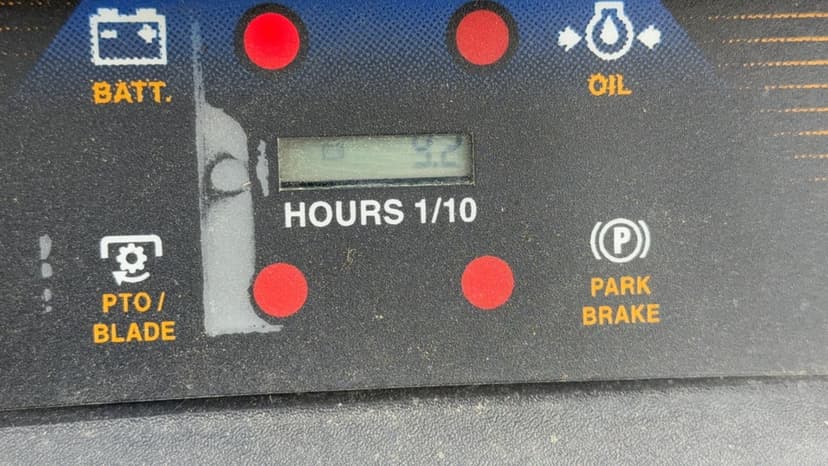 BATT.
OIL
9.2
HOURS 1/10
P
PTO /
BLADE
PARK
BRAKE